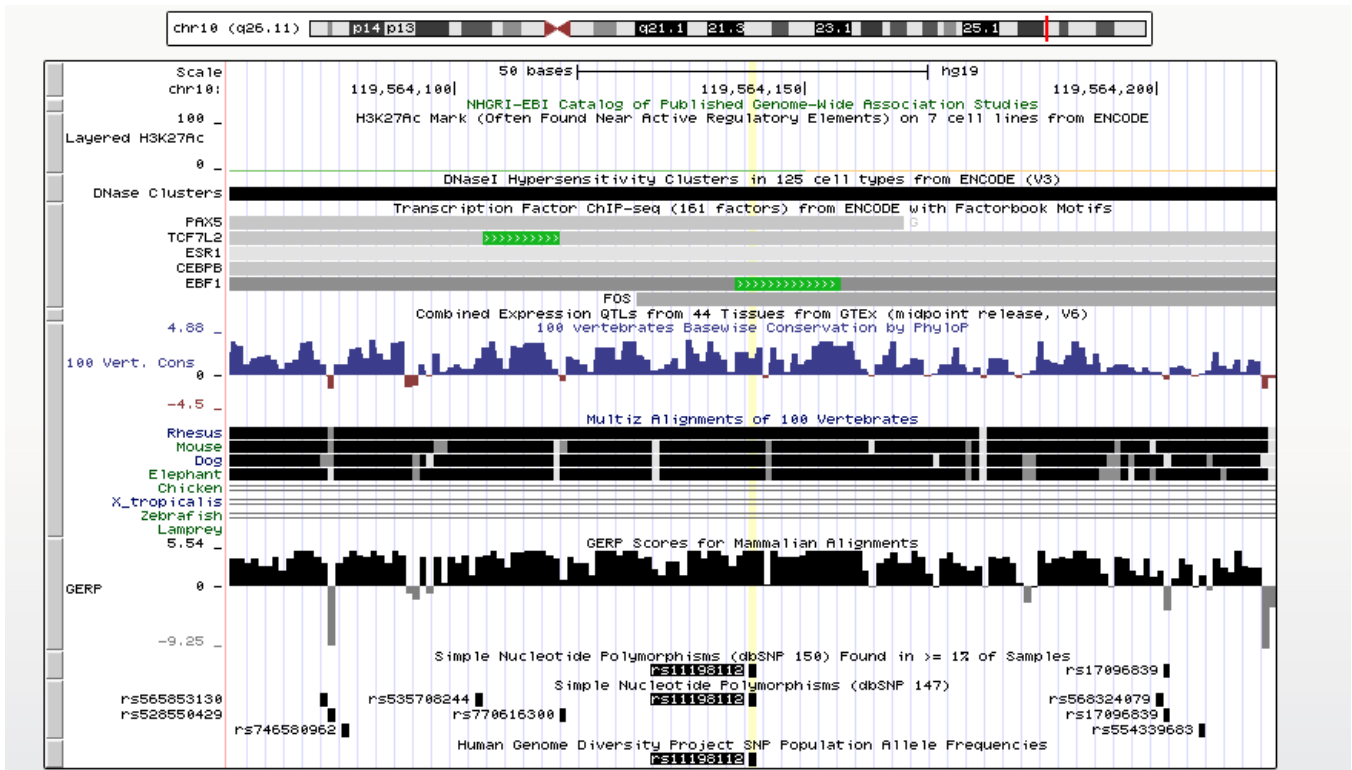 chr10 (q26.11) p14 p13 q21.1 21.3 23.1 25.1
Scale 50 bases hg19
chr10: 119,564,100| 119,564,150| 119,564,200|
NHGRI-EBI Catalog of Published Genome-Wide Association Studies
H3K27Ac Mark (Often Found Near Active Regulatory Elements) on 7 cell lines from ENCODE
100 _
Layered H3K27Ac
0 _
DNaseI Hypersensitivity Clusters in 125 cell types from ENCODE (V3)
DNase Clusters
Transcription Factor ChIP-seq (161 factors) from ENCODE with Factorbook Motifs
PAX5 G
TCF7L2
ESR1
CEBPB
EBF1
FOS
Combined Expression QTLs from 44 Tissues from GTEx (midpoint release, V6)
100 vertebrates Basewise Conservation by PhyloP
4.88 _
100 Vert. Cons
0 -
-4.5 _
Multiz Alignments of 100 Vertebrates
Rhesus
Mouse
Dog
Elephant
Chicken
X_tropicalis
Zebrafish
Lamprey
GERP Scores for Mammalian Alignments
5.54 _
GERP
0 -
-9.25 _
Simple Nucleotide Polymorphisms (dbSNP 150) Found in >= 1% of Samples
rs11198112 rs17096839
Simple Nucleotide Polymorphisms (dbSNP 147)
rs565853130 rs535708244 rs11198112 rs568324079
rs528550429 rs770616300 rs17096839
rs746580962 rs554339683
Human Genome Diversity Project SNP Population Allele Frequencies
rs11198112